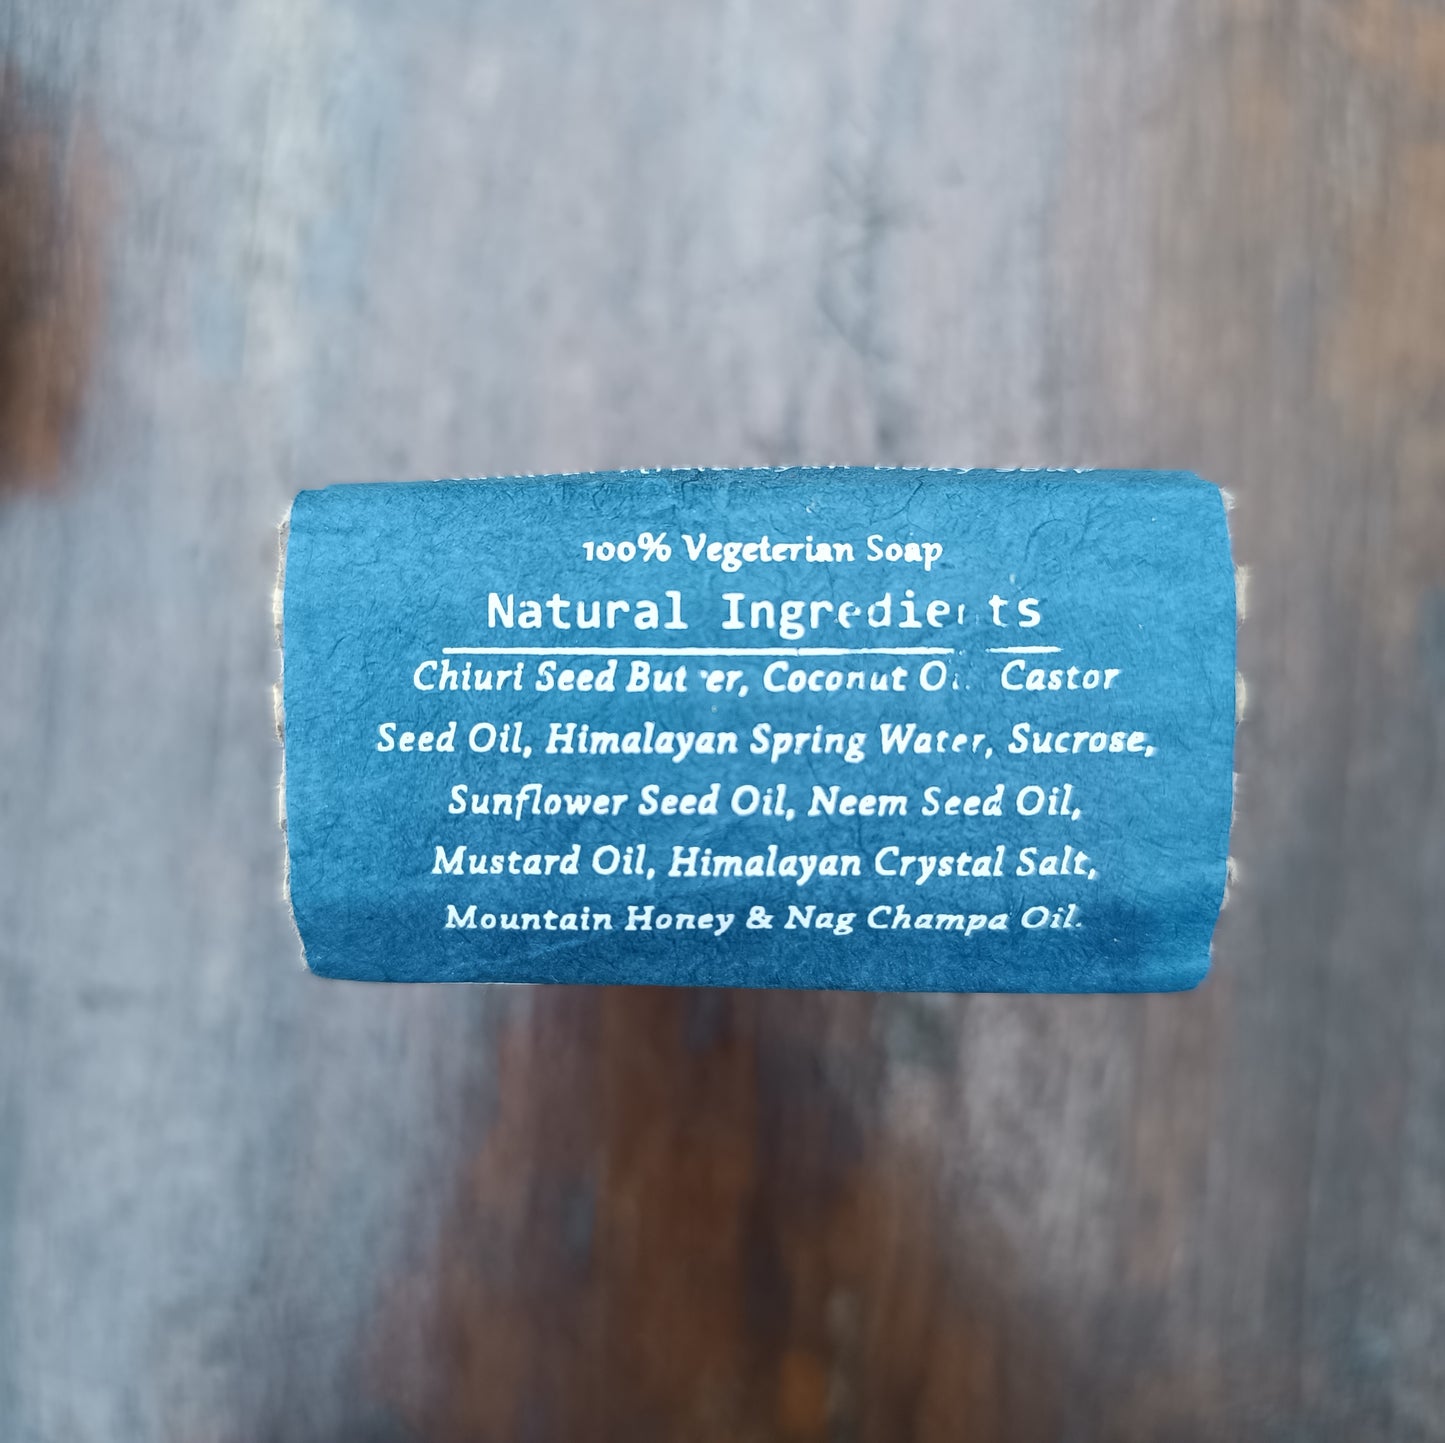 100% Vegeterian Soap
Natural Ingredients
Chiuri Seed Butter, Coconut Oil, Castor
Seed Oil, Himalayan Spring Water, Sucrose,
Sunflower Seed Oil, Neem Seed Oil,
Mustard Oil, Himalayan Crystal Salt,
Mountain Honey & Nag Champa Oil.